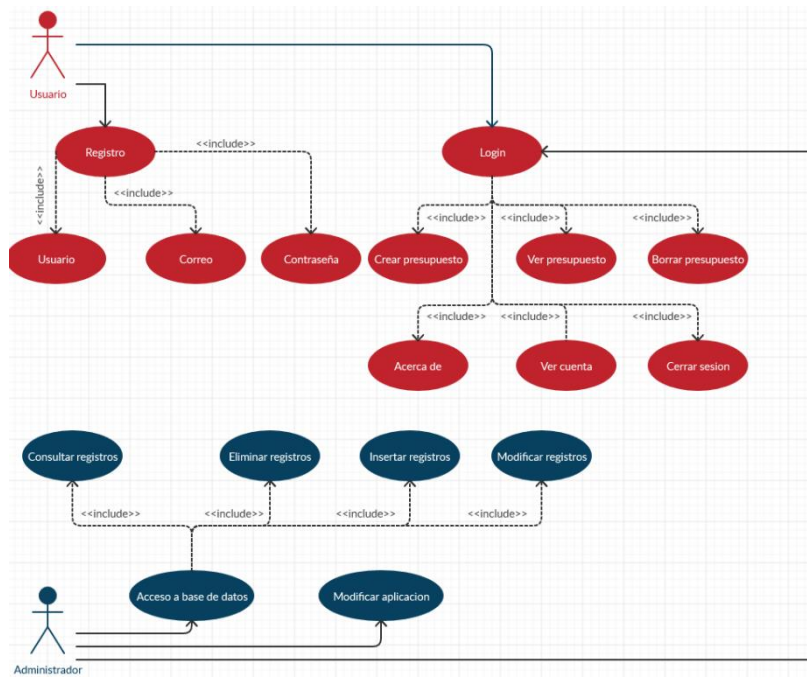 Usuario
Registro
<<include>>
Login
<<include>>
<<include>>
<<include>>
<<include>>
<<include>>
Usuario
Correo
Contraseña
Crear presupuesto
Ver presupuesto
Borrar presupuesto
<<include>>
<<include>>
<<include>>
Acerca de
Ver cuenta
Cerrar sesion
Consultar registros
Eliminar registros
Insertar registros
Modificar registros
<<include>>
<<include>>
<<include>>
<<include>>
Acceso a base de datos
Modificar aplicacion
Administrador